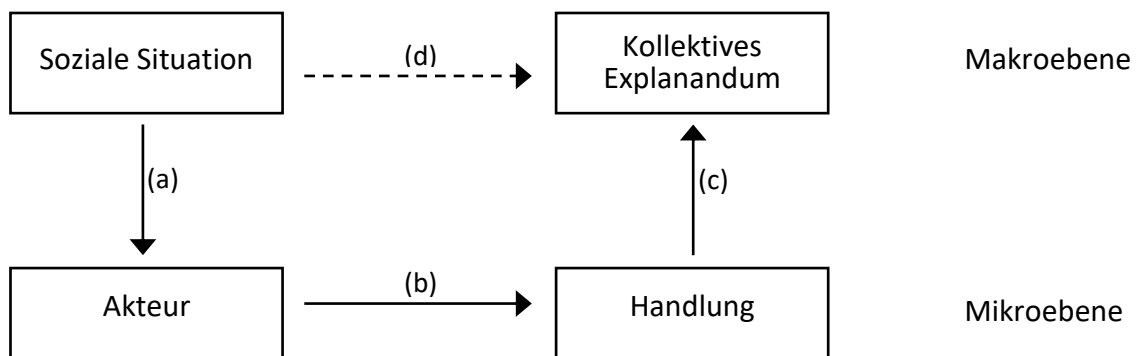 Soziale Situation
(d)
Kollektives
Explanandum
Makroebene
(a)
(c)
Akteur
(b)
Handlung
Mikroebene